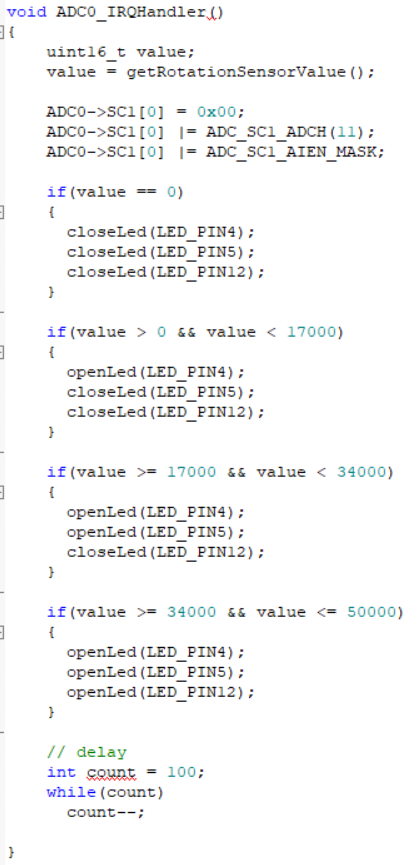 void ADC0_IRQHandler()
{
uint16_t value;
value = getRotationSensorValue();
ADC0->SC1[0] = 0x00;
ADC0->SC1[0] |= ADC_SC1_ADCH(11);
ADC0->SC1[0] |= ADC_SC1_AIEN_MASK;
if(value == 0)
{
closeLed(LED_PIN4);
closeLed(LED_PIN5);
closeLed(LED_PIN12);
}
if(value > 0 && value < 17000)
{
openLed(LED_PIN4);
closeLed(LED_PIN5);
closeLed(LED_PIN12);
}
if(value >= 17000 && value < 34000)
{
openLed(LED_PIN4);
openLed(LED_PIN5);
closeLed(LED_PIN12);
}
if(value >= 34000 && value <= 50000)
{
openLed(LED_PIN4);
openLed(LED_PIN5);
openLed(LED_PIN12);
}
// delay
int count = 100;
while(count)
count--;
}